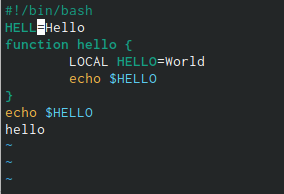 #!/bin/bash
HELL=Hello
function hello {
        LOCAL HELLO=World
        echo $HELLO
}
echo $HELLO
hello
~
~
~